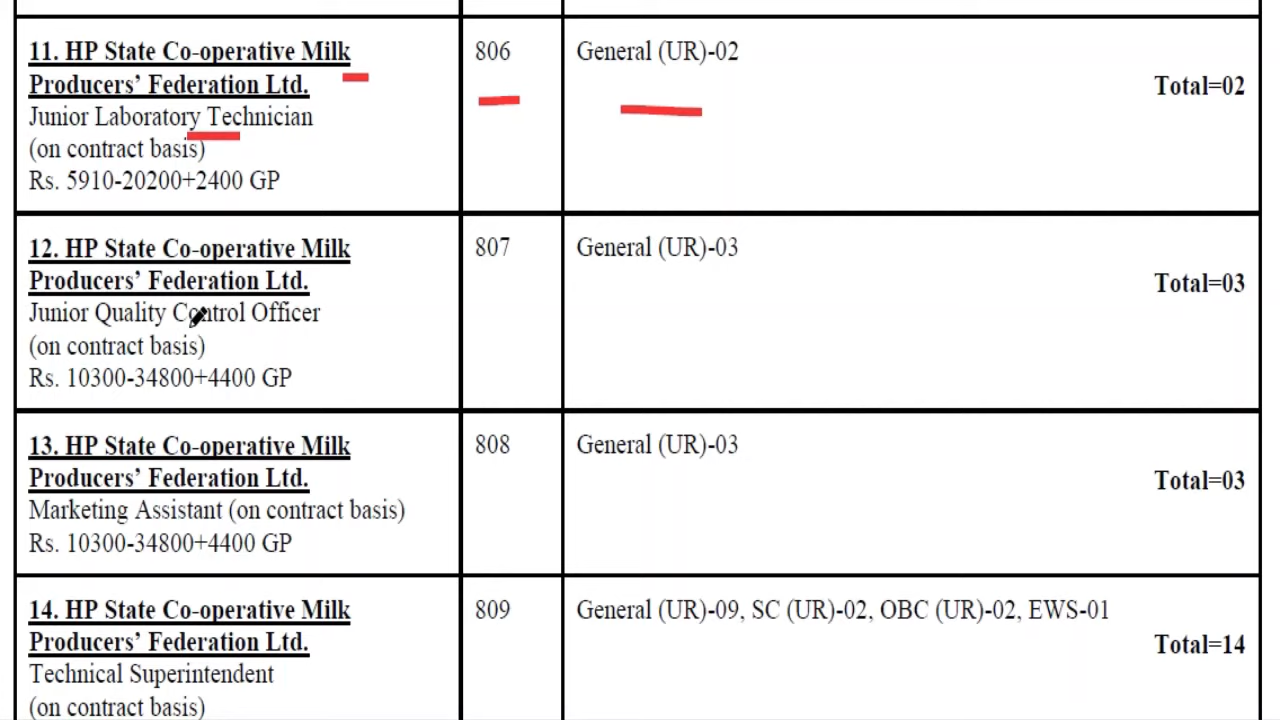 11. HP State Co-operative Milk
Producers’ Federation Ltd.
Junior Laboratory Technician
(on contract basis)
Rs. 5910-20200+2400 GP
806
General (UR)-02
Total=02
12. HP State Co-operative Milk
Producers’ Federation Ltd.
Junior Quality Control Officer
(on contract basis)
Rs. 10300-34800+4400 GP
807
General (UR)-03
Total=03
13. HP State Co-operative Milk
Producers’ Federation Ltd.
Marketing Assistant (on contract basis)
Rs. 10300-34800+4400 GP
808
General (UR)-03
Total=03
14. HP State Co-operative Milk
Producers’ Federation Ltd.
Technical Superintendent
(on contract basis)
809
General (UR)-09, SC (UR)-02, OBC (UR)-02, EWS-01
Total=14